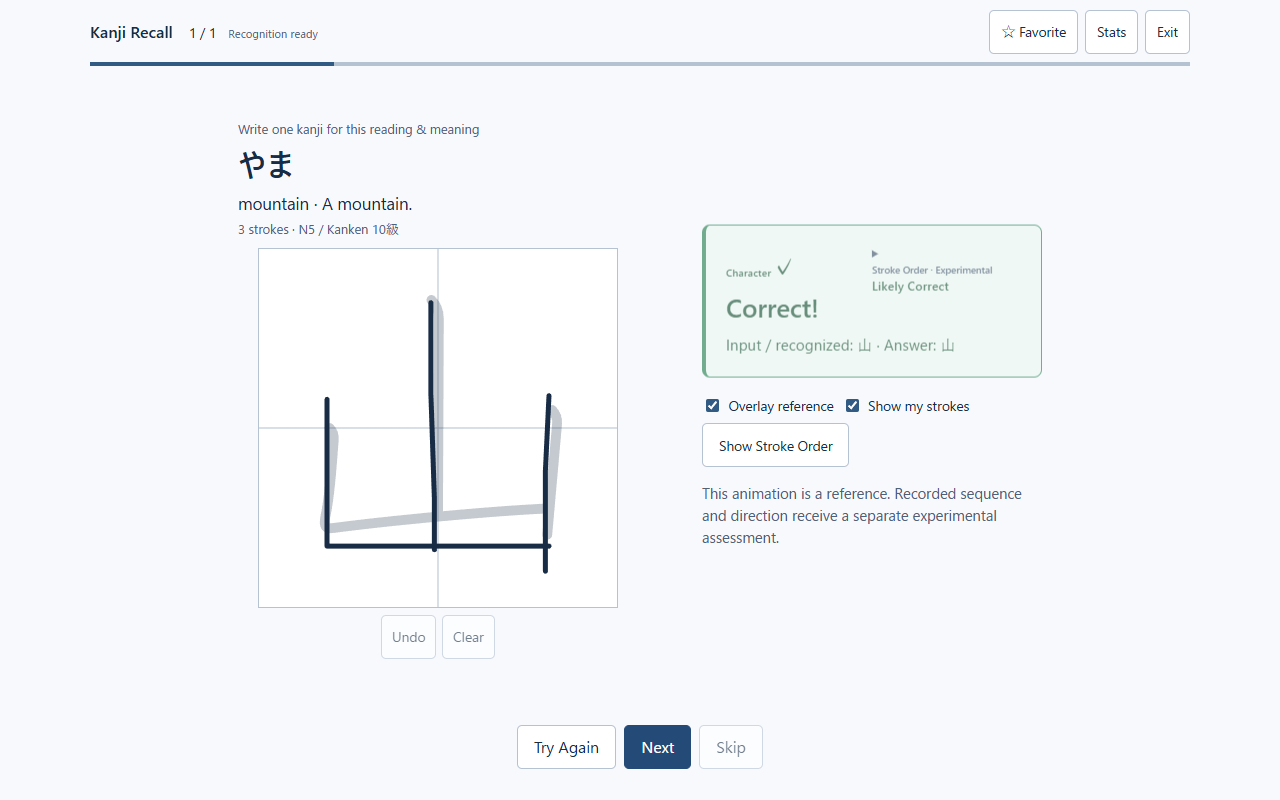 Kanji Recall 1 / 1 Recognition ready ☆ Favorite Stats Exit
Write one kanji for this reading & meaning
やま
mountain · A mountain.
3 strokes · N5 / Kanken 10級
山
Undo Clear
Character ✓
▶
Stroke Order · Experimental
Likely Correct
Correct!
Input / recognized: 山 · Answer: 山
Overlay reference Show my strokes
Show Stroke Order
This animation is a reference. Recorded sequence
and direction receive a separate experimental
assessment.
Try Again Next Skip